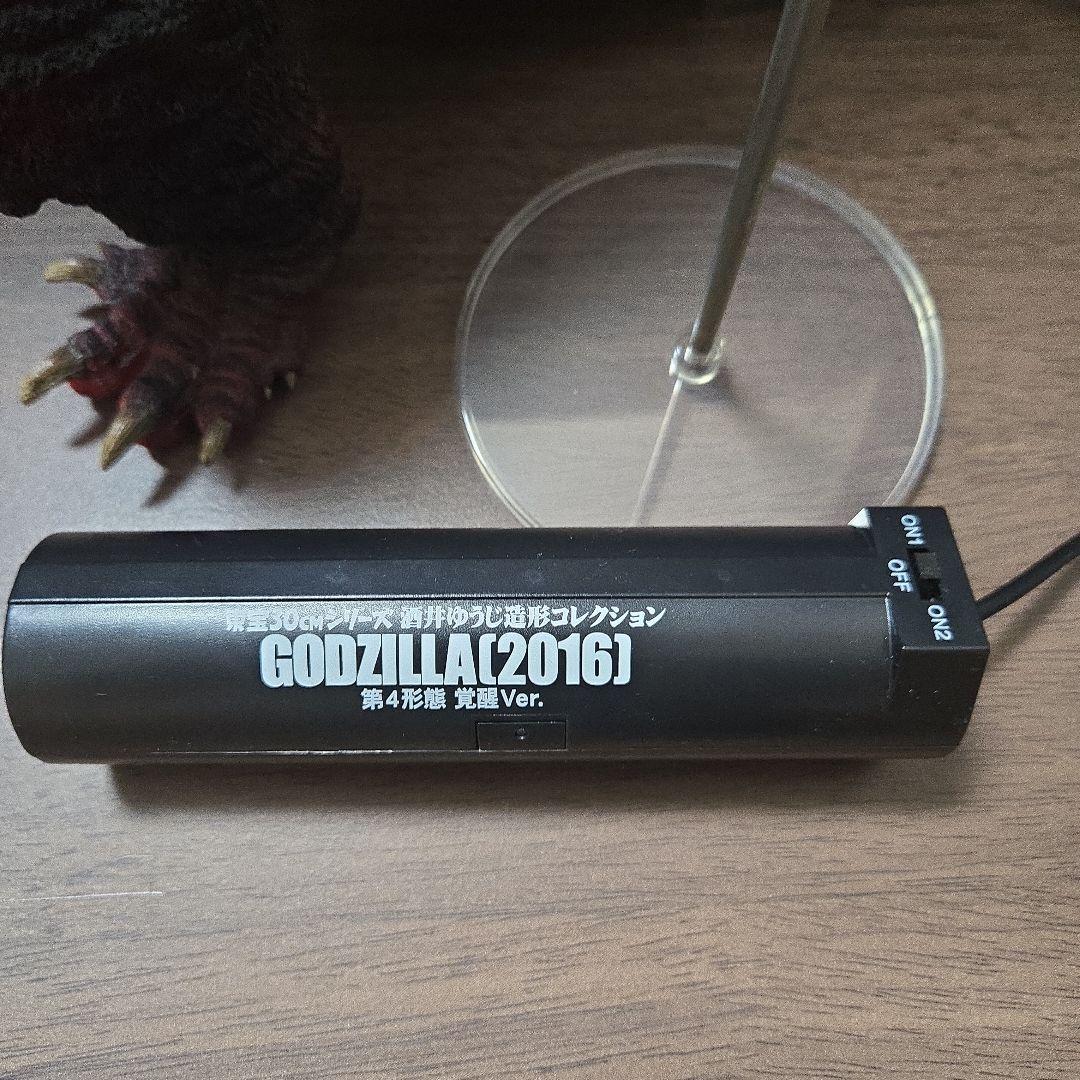 東宝30cmシリーズ 酒井ゆうじ造形コレクション
GODZILLA(2016)
第4形態 覚醒Ver.
ON1
OFF
ON2